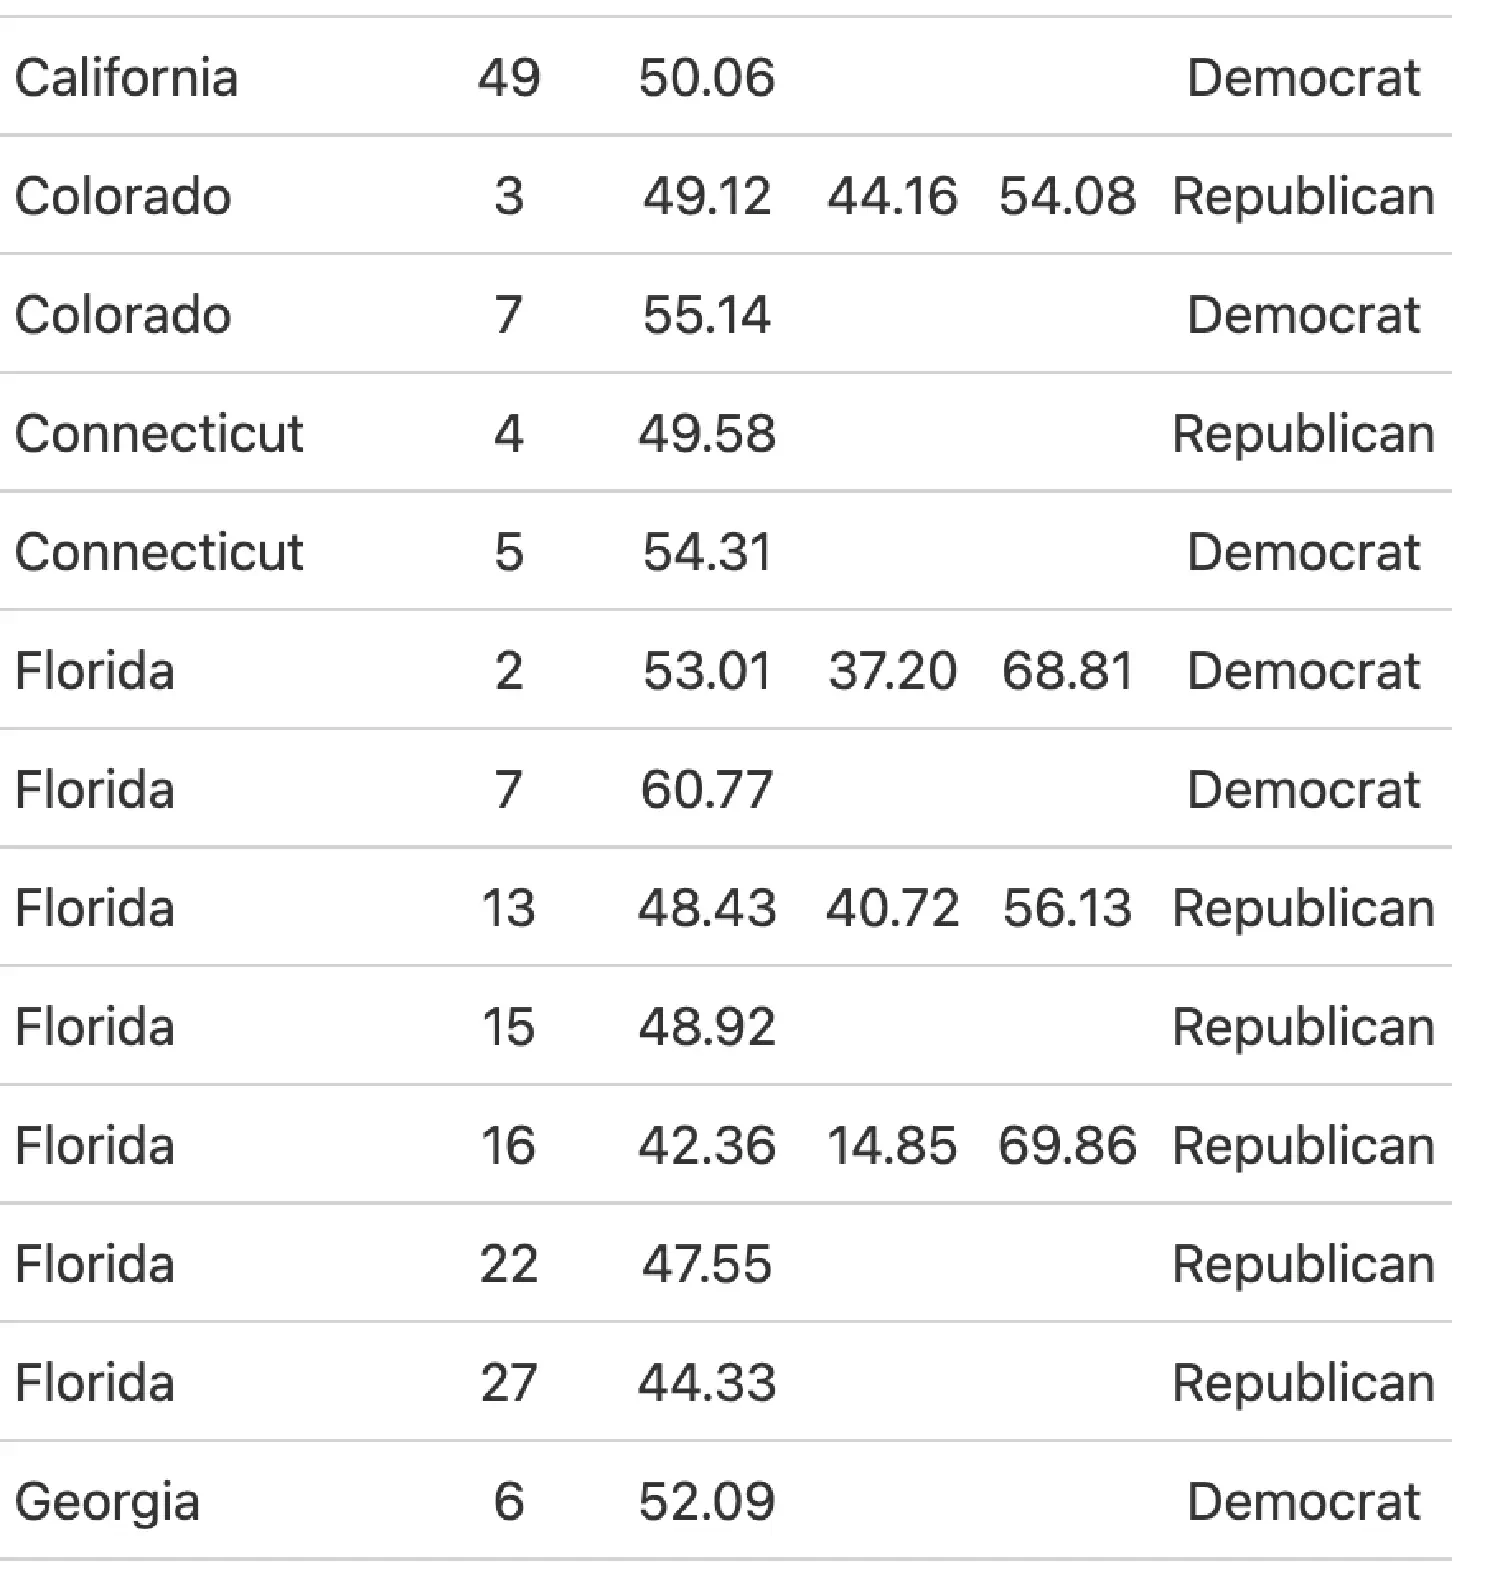 California 49 50.06 Democrat
Colorado 3 49.12 44.16 54.08 Republican
Colorado 7 55.14 Democrat
Connecticut 4 49.58 Republican
Connecticut 5 54.31 Democrat
Florida 2 53.01 37.20 68.81 Democrat
Florida 7 60.77 Democrat
Florida 13 48.43 40.72 56.13 Republican
Florida 15 48.92 Republican
Florida 16 42.36 14.85 69.86 Republican
Florida 22 47.55 Republican
Florida 27 44.33 Republican
Georgia 6 52.09 Democrat